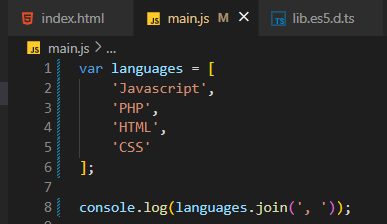 index.html main.js M lib.es5.d.ts
main.js > ...
1 var languages = [
2 'Javascript',
3 'PHP',
4 'HTML',
5 'CSS'
6 ];
7
8 console.log(languages.join(', '));